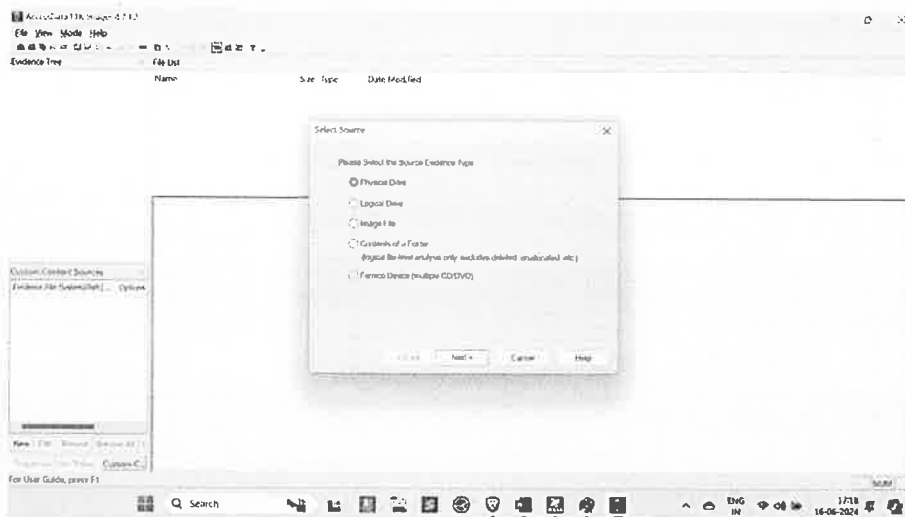 AccessData FTK Imager 4.7.1.2
File View Mode Help
Evidence Tree
File List
Name Size Type Date Modified
Select Source
Please Select the Source Evidence Type
Physical Drive
Logical Drive
Image File
Contents of a Folder
(logical file-level analysis only; excludes deleted, unallocated, etc.)
Fernico Device (multiple CD/DVD)
< Back Next > Cancel Help
Custom Content Sources
Evidence:File System|Path| ... Options
New Edit Remove Remove All
Properties Custom C...
For User Guide, press F1
NUM
Search
ENG
IN
17:18
16-06-2024